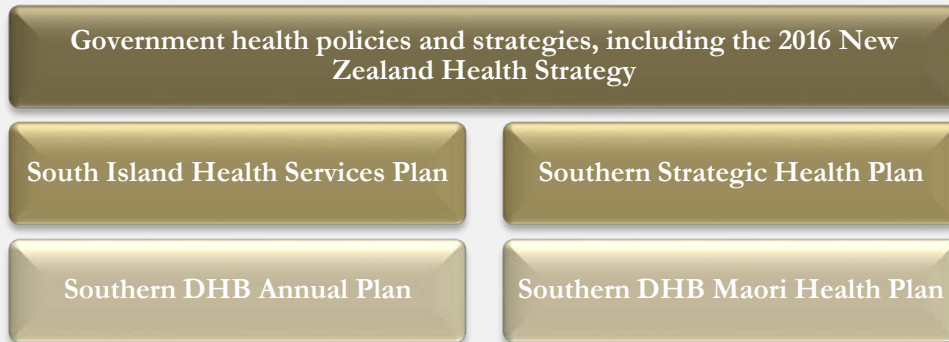 Government health policies and strategies, including the 2016 New
Zealand Health Strategy
South Island Health Services Plan
Southern Strategic Health Plan
Southern DHB Annual Plan
Southern DHB Maori Health Plan